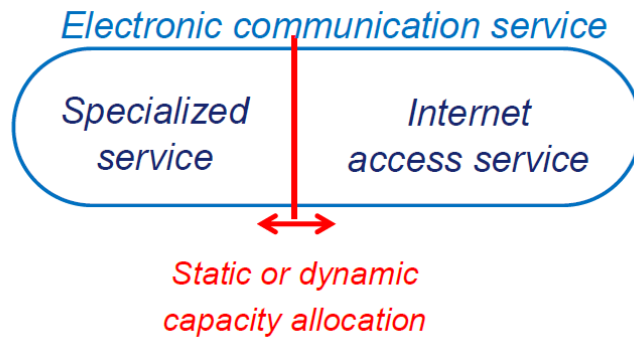 Electronic communication service
Specialized
service
Internet
access service
Static or dynamic
capacity allocation